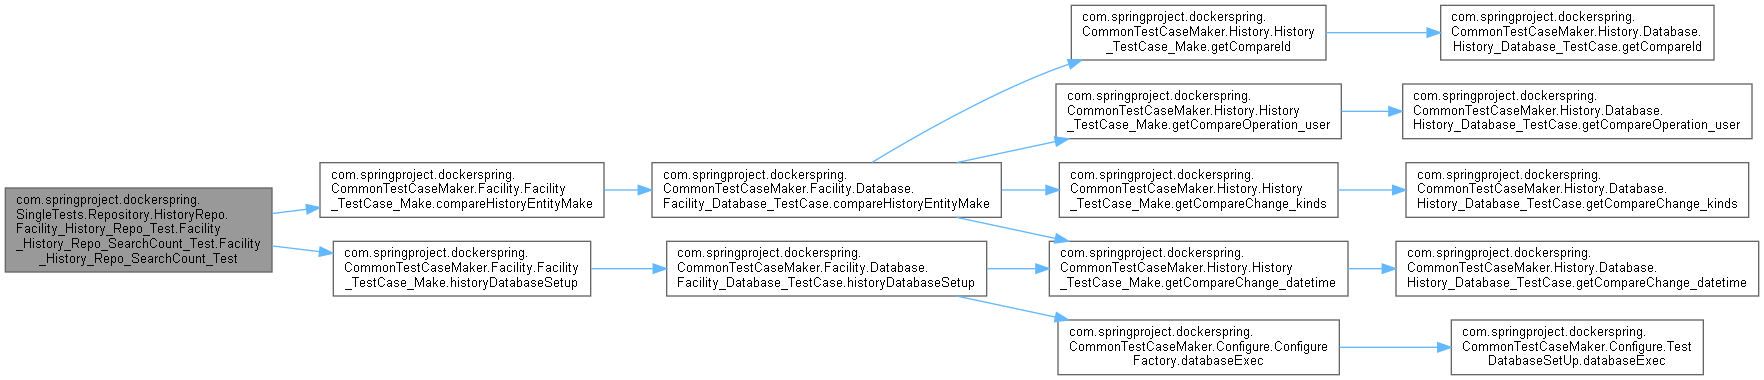 com.springproject.dockerspring.
SingleTests.Repository.HistoryRepo.
Facility_History_Repo_Test.Facility
_History_Repo_SearchCount_Test.Facility
_History_Repo_SearchCount_Test
com.springproject.dockerspring.
CommonTestCaseMaker.Facility.Facility
_TestCase_Make.compareHistoryEntityMake
com.springproject.dockerspring.
CommonTestCaseMaker.Facility.Facility
_TestCase_Make.historyDatabaseSetup
com.springproject.dockerspring.
CommonTestCaseMaker.Facility.Database.
Facility_Database_TestCase.compareHistoryEntityMake
com.springproject.dockerspring.
CommonTestCaseMaker.Facility.Database.
Facility_Database_TestCase.historyDatabaseSetup
com.springproject.dockerspring.
CommonTestCaseMaker.History.History
_TestCase_Make.getCompareId
com.springproject.dockerspring.
CommonTestCaseMaker.History.History
_TestCase_Make.getCompareOperation_user
com.springproject.dockerspring.
CommonTestCaseMaker.History.History
_TestCase_Make.getCompareChange_kinds
com.springproject.dockerspring.
CommonTestCaseMaker.History.History
_TestCase_Make.getCompareChange_datetime
com.springproject.dockerspring.
CommonTestCaseMaker.Configure.Configure
Factory.databaseExec
com.springproject.dockerspring.
CommonTestCaseMaker.History.Database.
History_Database_TestCase.getCompareId
com.springproject.dockerspring.
CommonTestCaseMaker.History.Database.
History_Database_TestCase.getCompareOperation_user
com.springproject.dockerspring.
CommonTestCaseMaker.History.Database.
History_Database_TestCase.getCompareChange_kinds
com.springproject.dockerspring.
CommonTestCaseMaker.History.Database.
History_Database_TestCase.getCompareChange_datetime
com.springproject.dockerspring.
CommonTestCaseMaker.Configure.Test
DatabaseSetUp.databaseExec